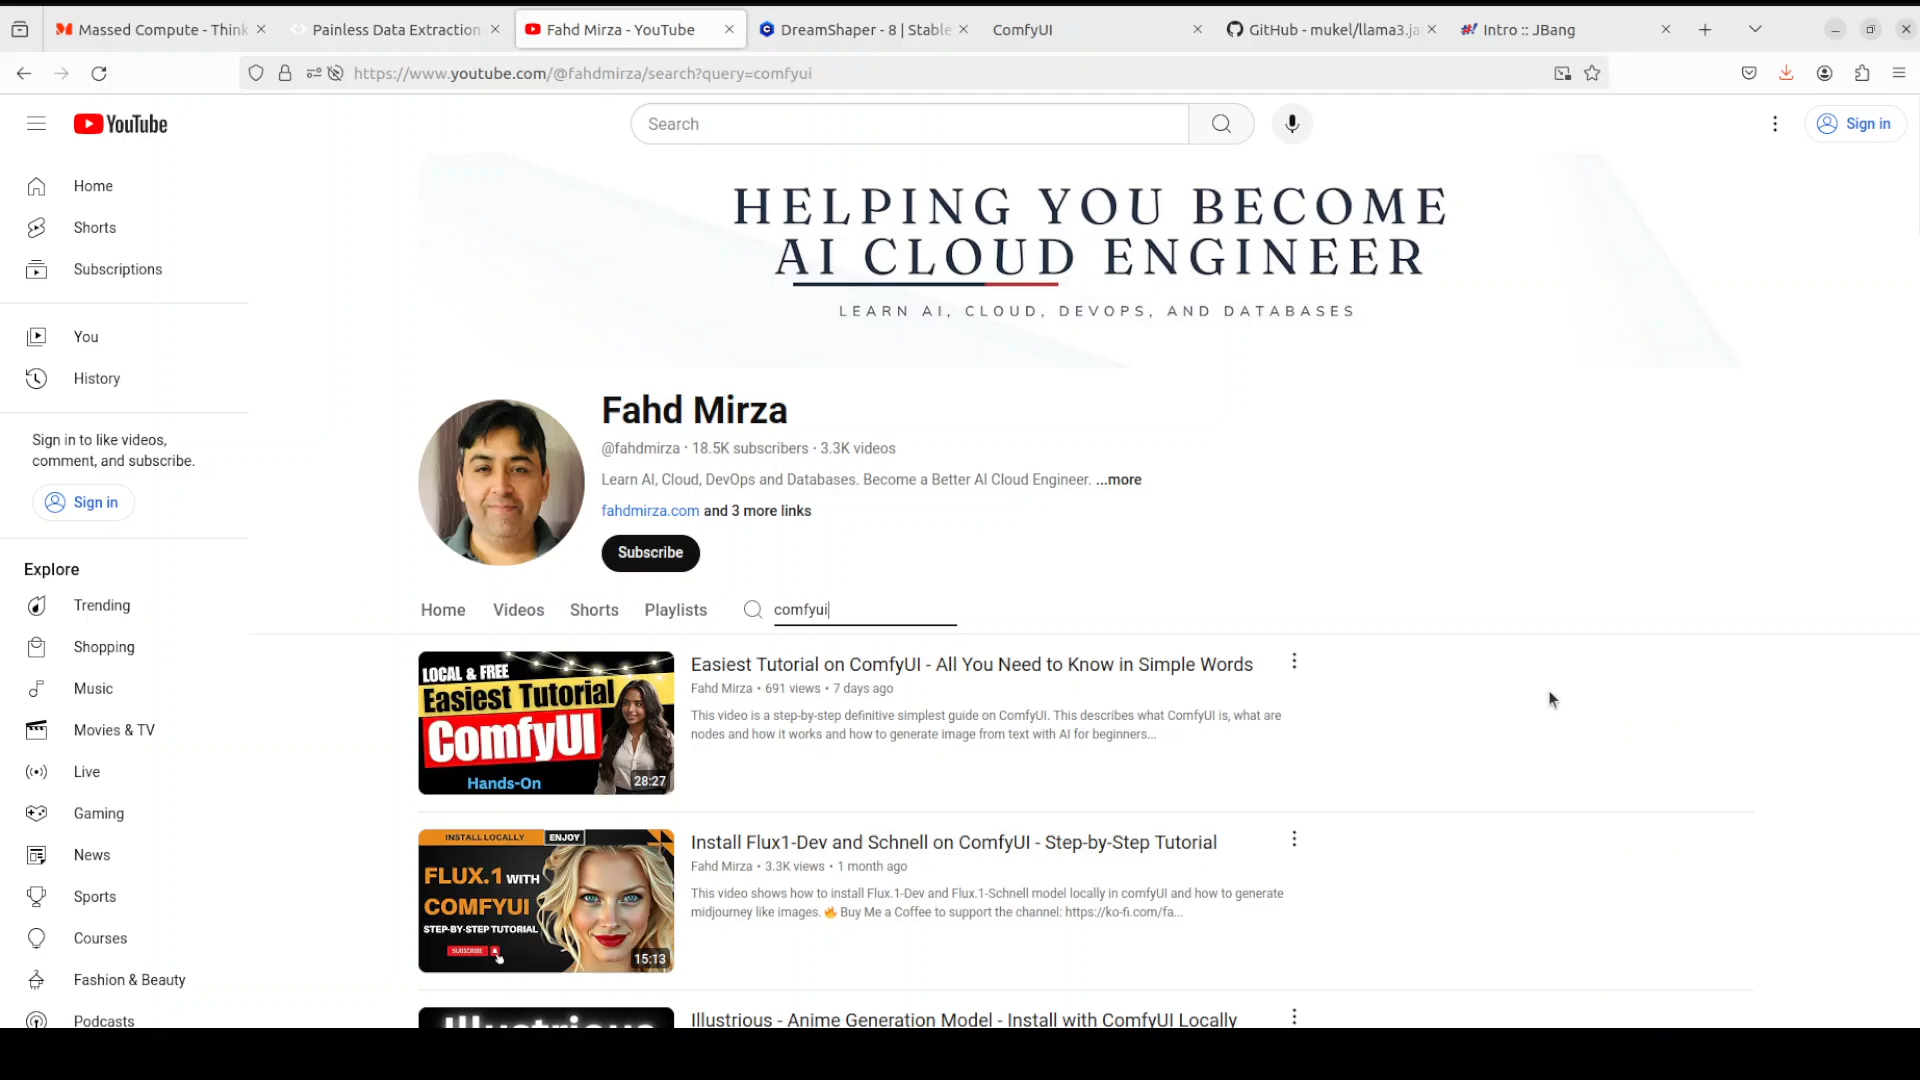 Massed Compute - Think
Painless Data Extraction
Fahd Mirza - YouTube
DreamShaper - 8 | Stable
ComfyUI
GitHub - mukel/llama3.ja
Intro :: JBang
https://www.youtube.com/@fahdmirza/search?query=comfyui
YouTube
Search
Sign in
Home
Shorts
Subscriptions
You
History
Sign in to like videos,
comment, and subscribe.
Sign in
Explore
Trending
Shopping
Music
Movies & TV
Live
Gaming
News
Sports
Courses
Fashion & Beauty
Podcasts
HELPING YOU BECOME
AI CLOUD ENGINEER
LEARN AI, CLOUD, DEVOPS, AND DATABASES
Fahd Mirza
@fahdmirza · 18.5K subscribers · 3.3K videos
Learn AI, Cloud, DevOps and Databases. Become a Better AI Cloud Engineer. ...more
fahdmirza.com and 3 more links
Subscribe
Home Videos Shorts Playlists comfyui
LOCAL & FREE
Easiest Tutorial
ComfyUI
Hands-On
28:27
Easiest Tutorial on ComfyUI - All You Need to Know in Simple Words
Fahd Mirza • 691 views • 7 days ago
This video is a step-by-step definitive simplest guide on ComfyUI. This describes what ComfyUI is, what are
nodes and how it works and how to generate image from text with AI for beginners...
INSTALL LOCALLY ENJOY
FLUX.1 WITH
COMFYUI
STEP-BY-STEP TUTORIAL
SUBSCRIBE
15:13
Install Flux1-Dev and Schnell on ComfyUI - Step-by-Step Tutorial
Fahd Mirza • 3.3K views • 1 month ago
This video shows how to install Flux.1-Dev and Flux.1-Schnell model locally in comfyUI and how to generate
midjourney like images. 🔥 Buy Me a Coffee to support the channel: https://ko-fi.com/fa...
Illustrious
Illustrious - Anime Generation Model - Install with ComfyUI Locally